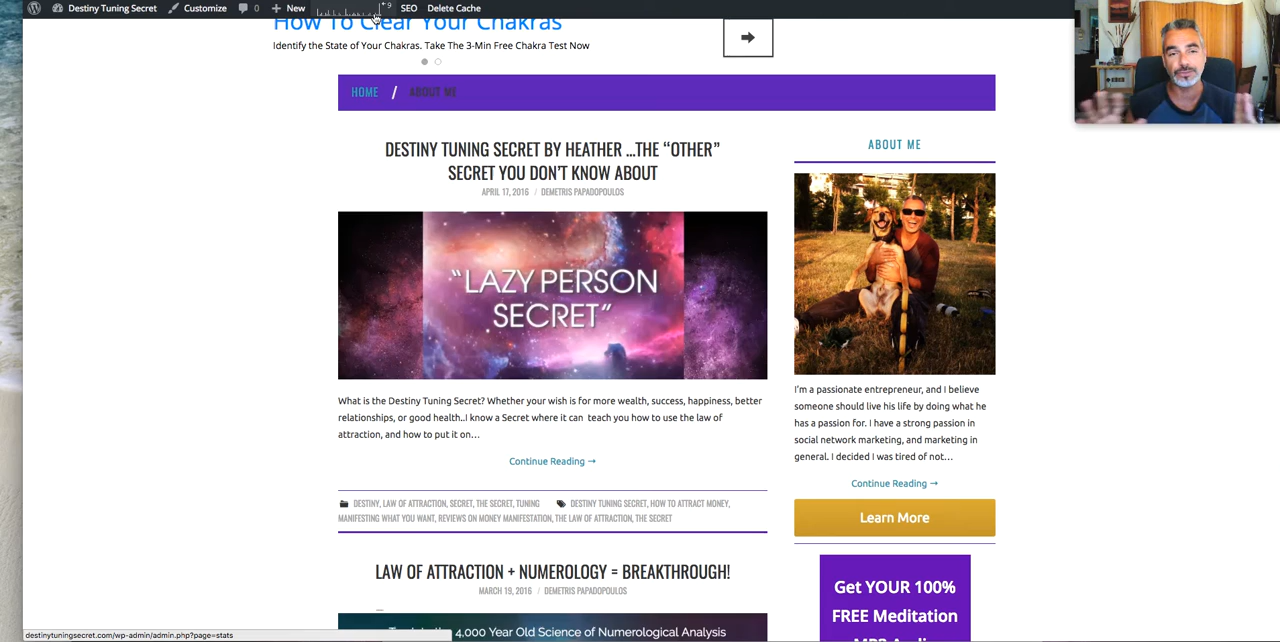 Destiny Tuning Secret Customize 0 New 9 SEO Delete Cache
How To Clear Your Chakras
Identify the State of Your Chakras. Take The 3-Min Free Chakra Test Now
HOME / ABOUT ME
DESTINY TUNING SECRET BY HEATHER ...THE “OTHER”
SECRET YOU DON’T KNOW ABOUT
APRIL 17, 2016 / DEMETRIS PAPADOPOULOS
“LAZY PERSON
SECRET”
What is the Destiny Tuning Secret? Whether your wish is for more wealth, success, happiness, better
relationships, or good health..I know a Secret where it can teach you how to use the law of
attraction, and how to put it on…
Continue Reading →
DESTINY, LAW OF ATTRACTION, SECRET, THE SECRET, TUNING DESTINY TUNING SECRET, HOW TO ATTRACT MONEY,
MANIFESTING WHAT YOU WANT, REVIEWS ON MONEY MANIFESTATION, THE LAW OF ATTRACTION, THE SECRET
LAW OF ATTRACTION + NUMEROLOGY = BREAKTHROUGH!
MARCH 19, 2016 / DEMETRIS PAPADOPOULOS
4,000 Year Old Science of Numerological Analysis
ABOUT ME
I’m a passionate entrepreneur, and I believe
someone should live his life by doing what he
has a passion for. I have a strong passion in
social network marketing, and marketing in
general. I decided I was tired of not…
Continue Reading →
Learn More
Get YOUR 100%
FREE Meditation
destinytuningsecret.com/wp-admin/admin.php?page=stats